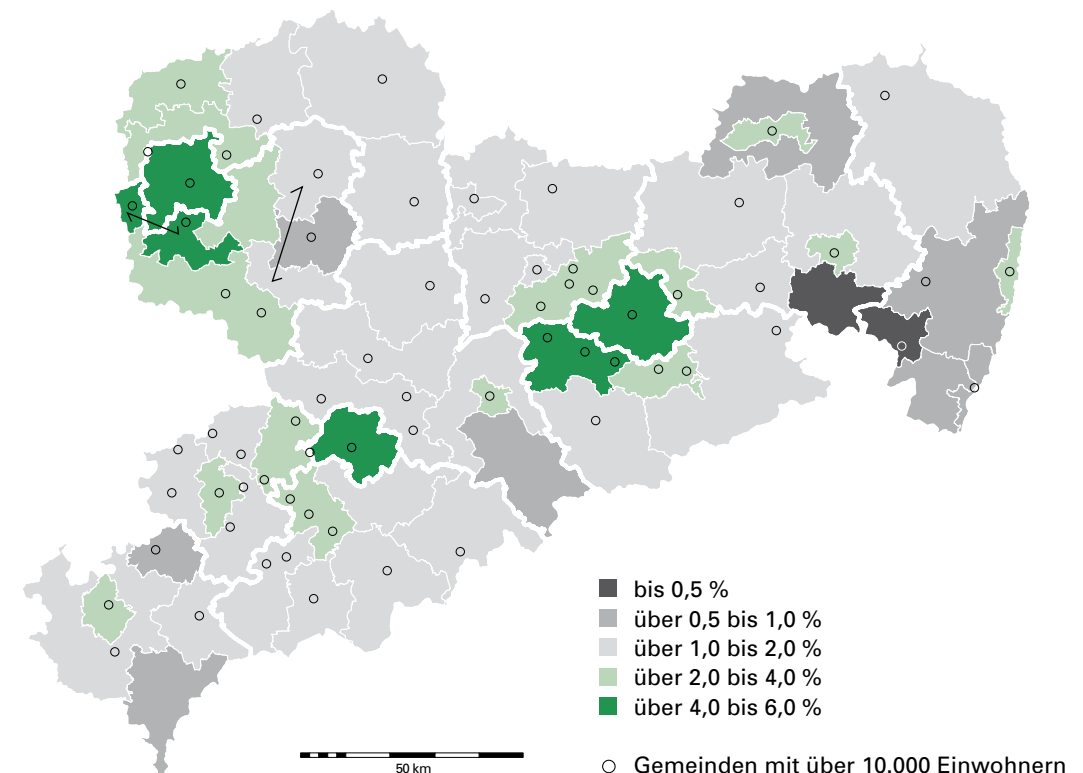 bis 0,5 %
über 0,5 bis 1,0 %
über 1,0 bis 2,0 %
über 2,0 bis 4,0 %
über 4,0 bis 6,0 %
50 km
Gemeinden mit über 10.000 Einwohnern